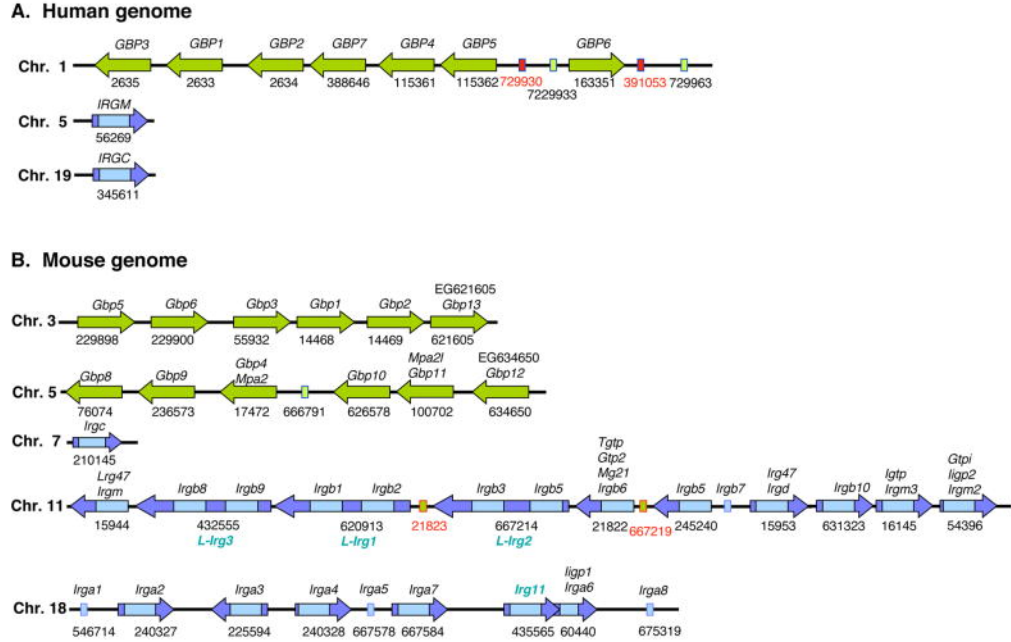 A. Human genome
GBP3 GBP1 GBP2 GBP7 GBP4 GBP5 GBP6
Chr. 1
2635 2633 2634 388646 115361 115362 729930 163351 391053 729963
7229933
IRGM
Chr. 5
56269
IRGC
Chr. 19
345611
B. Mouse genome
EG621605
Gbp5 Gbp6 Gbp3 Gbp1 Gbp2 Gbp13
Chr. 3
229898 229900 55932 14468 14469 621605
Mpa2l EG634650
Gbp4
Gbp8 Gbp9 Mpa2 Gbp10 Gbp11 Gbp12
Chr. 5
76074 236573 17472 666791 626578 100702 634650
Irgc
Chr. 7
210145
Tgtp
Gtp2 Gtpi
Lrg47 Mg21 Irg47 Igtp Iigp2
Irgm Irgb8 Irgb9 Irgb1 Irgb2 Irgb3 Irgb5 Irgb6 Irgb5 Irgb7 Irgd Irgb10 Irgm3 Irgm2
Chr. 11
15944 432555 620913 21823 667214 21822 667219 245240 15953 631323 16145 54396
L-Irg3 L-Irg1 L-Irg2
Iigp1
Irga1 Irga2 Irga3 Irga4 Irga5 Irga7 Irg11 Irga6 Irga8
Chr. 18
546714 240327 225594 240328 667578 667584 435565 60440 675319